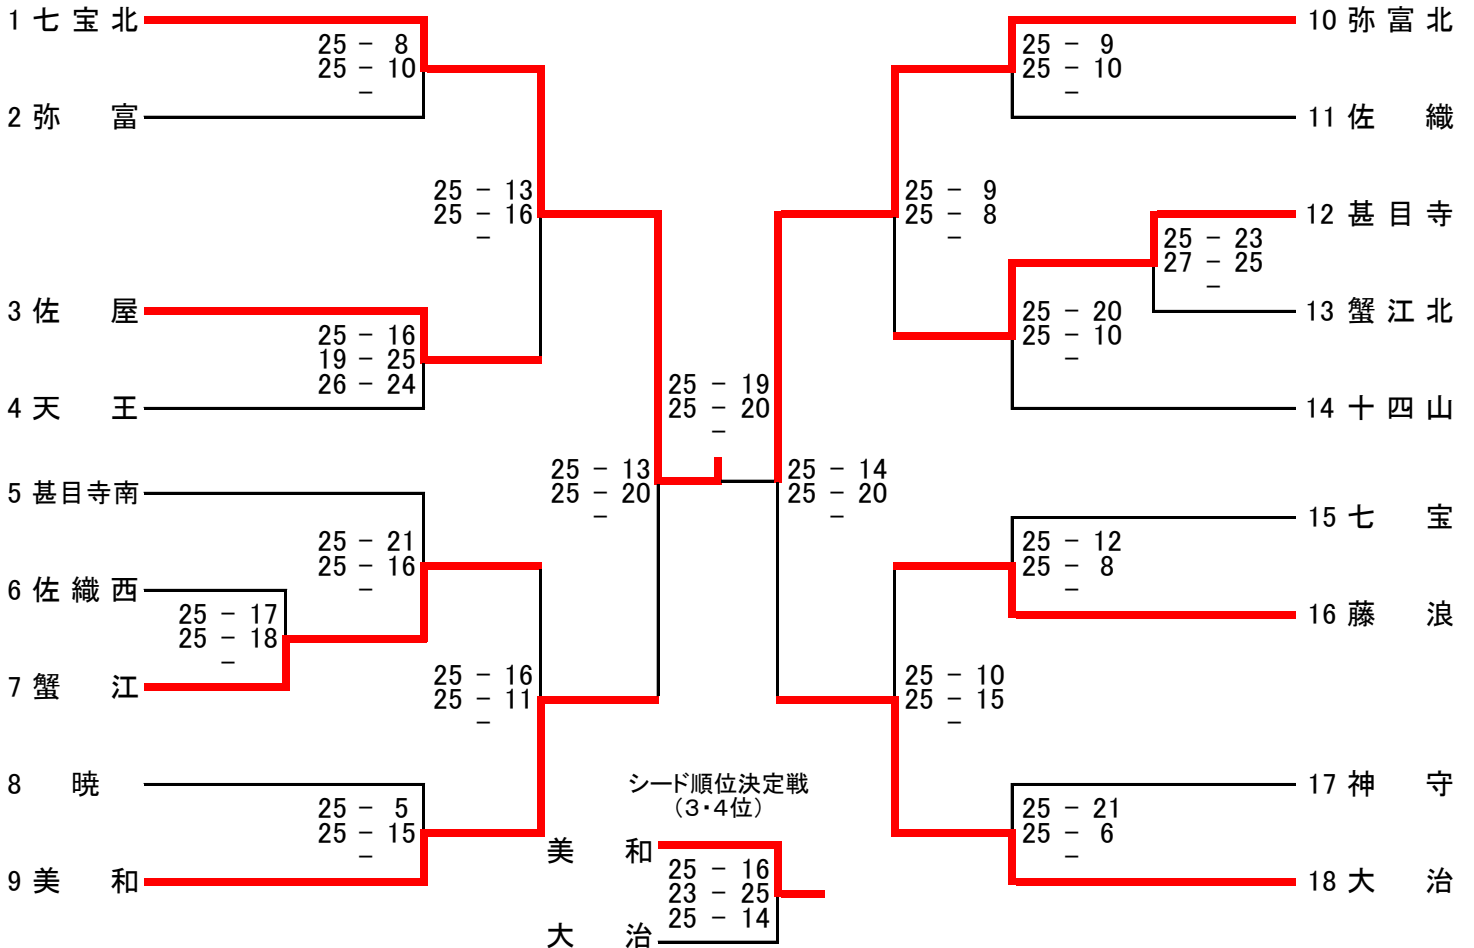 1 七宝北
25 - 8
25 - 10
-
2 弥富
25 - 13
25 - 16
-
3 佐屋
25 - 16
19 - 25
26 - 24
4 天王
5 甚目寺南
25 - 21
25 - 16
-
6 佐織西
25 - 17
25 - 18
-
7 蟹江
25 - 16
25 - 11
-
8 暁
25 - 5
25 - 15
-
9 美和
25 - 13
25 - 20
-
25 - 19
25 - 20
-
25 - 14
25 - 20
-
10 弥富北
25 - 9
25 - 10
-
11 佐織
25 - 9
25 - 8
-
12 甚目寺
25 - 23
27 - 25
-
13 蟹江北
25 - 20
25 - 10
-
14 十四山
15 七宝
25 - 12
25 - 8
-
16 藤浪
25 - 10
25 - 15
-
17 神守
25 - 21
25 - 6
-
18 大治
シード順位決定戦
（3・4位）
美和
25 - 16
23 - 25
25 - 14
大治